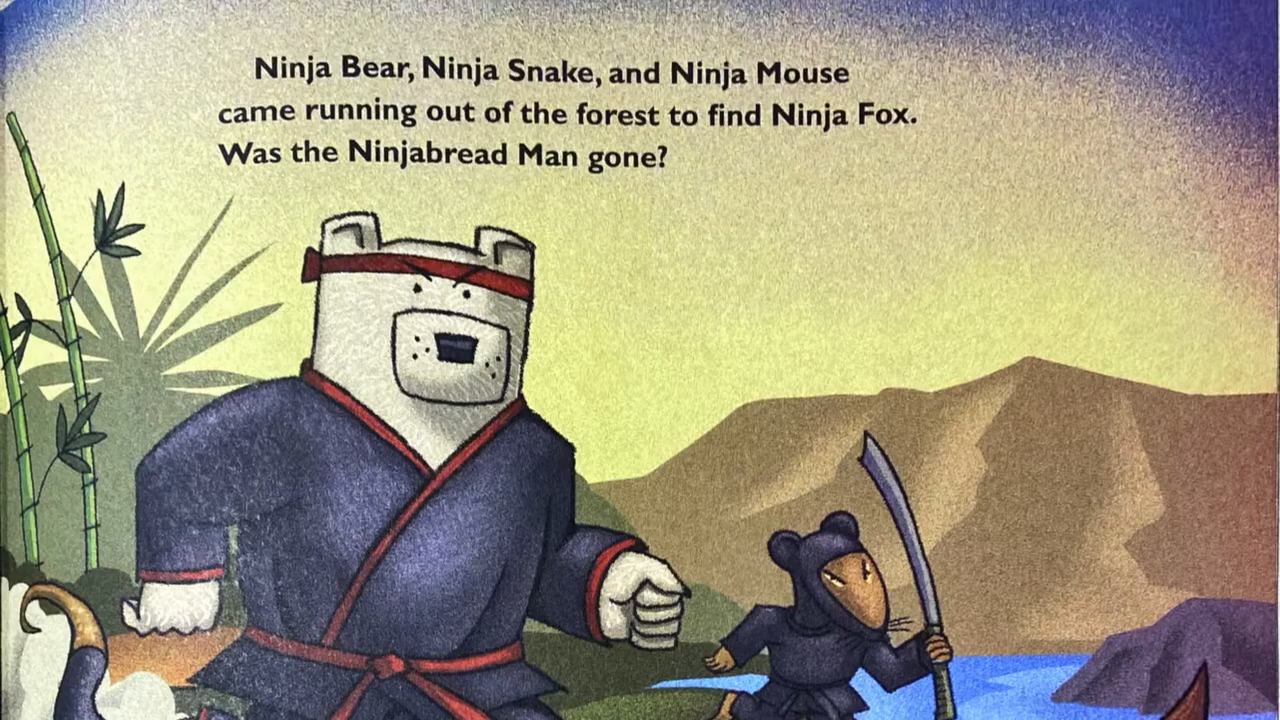 Ninja Bear, Ninja Snake, and Ninja Mouse
came running out of the forest to find Ninja Fox.
Was the Ninjabread Man gone?